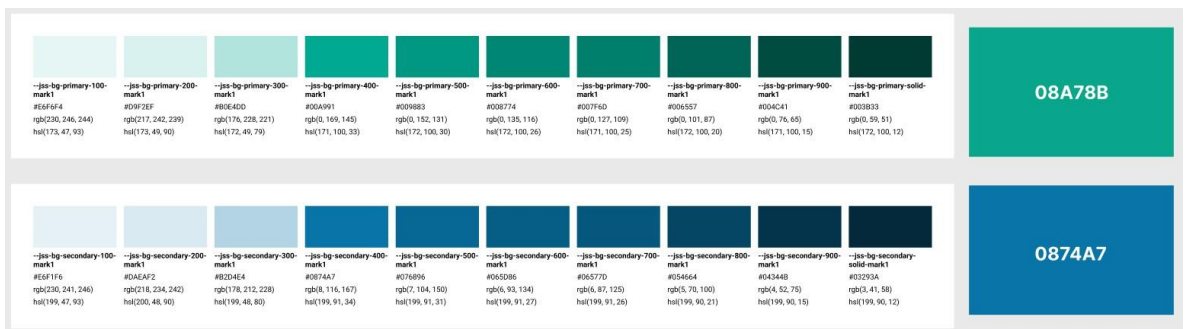 --jss-bg-primary-100-mark1
#E6F6F4
rgb(230, 246, 244)
hsl(173, 47, 93)
--jss-bg-primary-200-mark1
#D9F2EF
rgb(217, 242, 239)
hsl(173, 49, 90)
--jss-bg-primary-300-mark1
#B0E4DD
rgb(176, 228, 221)
hsl(172, 49, 79)
--jss-bg-primary-400-mark1
#00A991
rgb(0, 169, 145)
hsl(171, 100, 33)
--jss-bg-primary-500-mark1
#009883
rgb(0, 152, 131)
hsl(172, 100, 30)
--jss-bg-primary-600-mark1
#008774
rgb(0, 135, 116)
hsl(172, 100, 26)
--jss-bg-primary-700-mark1
#007F6D
rgb(0, 127, 109)
hsl(171, 100, 25)
--jss-bg-primary-800-mark1
#006557
rgb(0, 101, 87)
hsl(172, 100, 20)
--jss-bg-primary-900-mark1
#004C41
rgb(0, 76, 65)
hsl(171, 100, 15)
--jss-bg-primary-solid-mark1
#003B33
rgb(0, 59, 51)
hsl(172, 100, 12)
08A78B
--jss-bg-secondary-100-mark1
#E6F1F6
rgb(230, 241, 246)
hsl(199, 47, 93)
--jss-bg-secondary-200-mark1
#DAEAF2
rgb(218, 234, 242)
hsl(200, 48, 90)
--jss-bg-secondary-300-mark1
#B2D4E4
rgb(178, 212, 228)
hsl(199, 48, 80)
--jss-bg-secondary-400-mark1
#0874A7
rgb(8, 116, 167)
hsl(199, 91, 34)
--jss-bg-secondary-500-mark1
#076896
rgb(7, 104, 150)
hsl(199, 91, 31)
--jss-bg-secondary-600-mark1
#065D86
rgb(6, 93, 134)
hsl(199, 91, 27)
--jss-bg-secondary-700-mark1
#06577D
rgb(6, 87, 125)
hsl(199, 91, 26)
--jss-bg-secondary-800-mark1
#054664
rgb(5, 70, 100)
hsl(199, 90, 21)
--jss-bg-secondary-900-mark1
#04344B
rgb(4, 52, 75)
hsl(199, 90, 15)
--jss-bg-secondary-solid-mark1
#03293A
rgb(3, 41, 58)
hsl(199, 90, 12)
0874A7